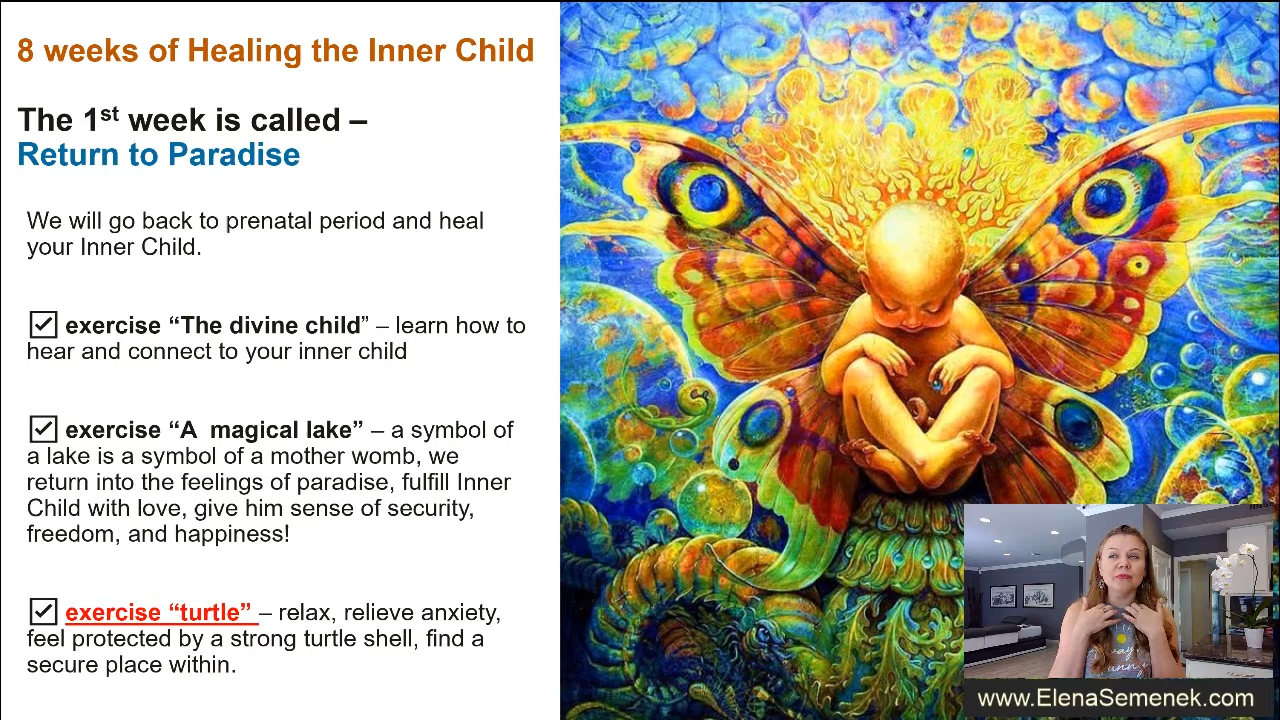 8 weeks of Healing the Inner Child
The 1st week is called –
Return to Paradise
We will go back to prenatal period and heal
your Inner Child.
exercise “The divine child” – learn how to
hear and connect to your inner child
exercise “A  magical lake” – a symbol of
a lake is a symbol of a mother womb, we
return into the feelings of paradise, fulfill Inner
Child with love, give him sense of security,
freedom, and happiness!
exercise “turtle” – relax, relieve anxiety,
feel protected by a strong turtle shell, find a
secure place within.
www.ElenaSemenek.com